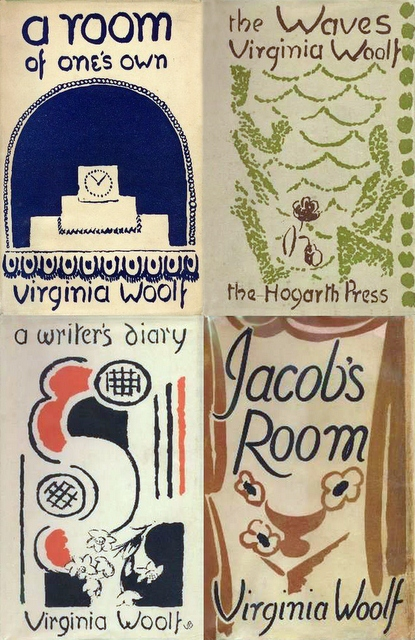 a room
of one's own
Virginia Woolf
the Waves
Virginia Woolf
the Hogarth Press
a writer's diary
Virginia Woolf
Jacob's
Room
Virginia Woolf